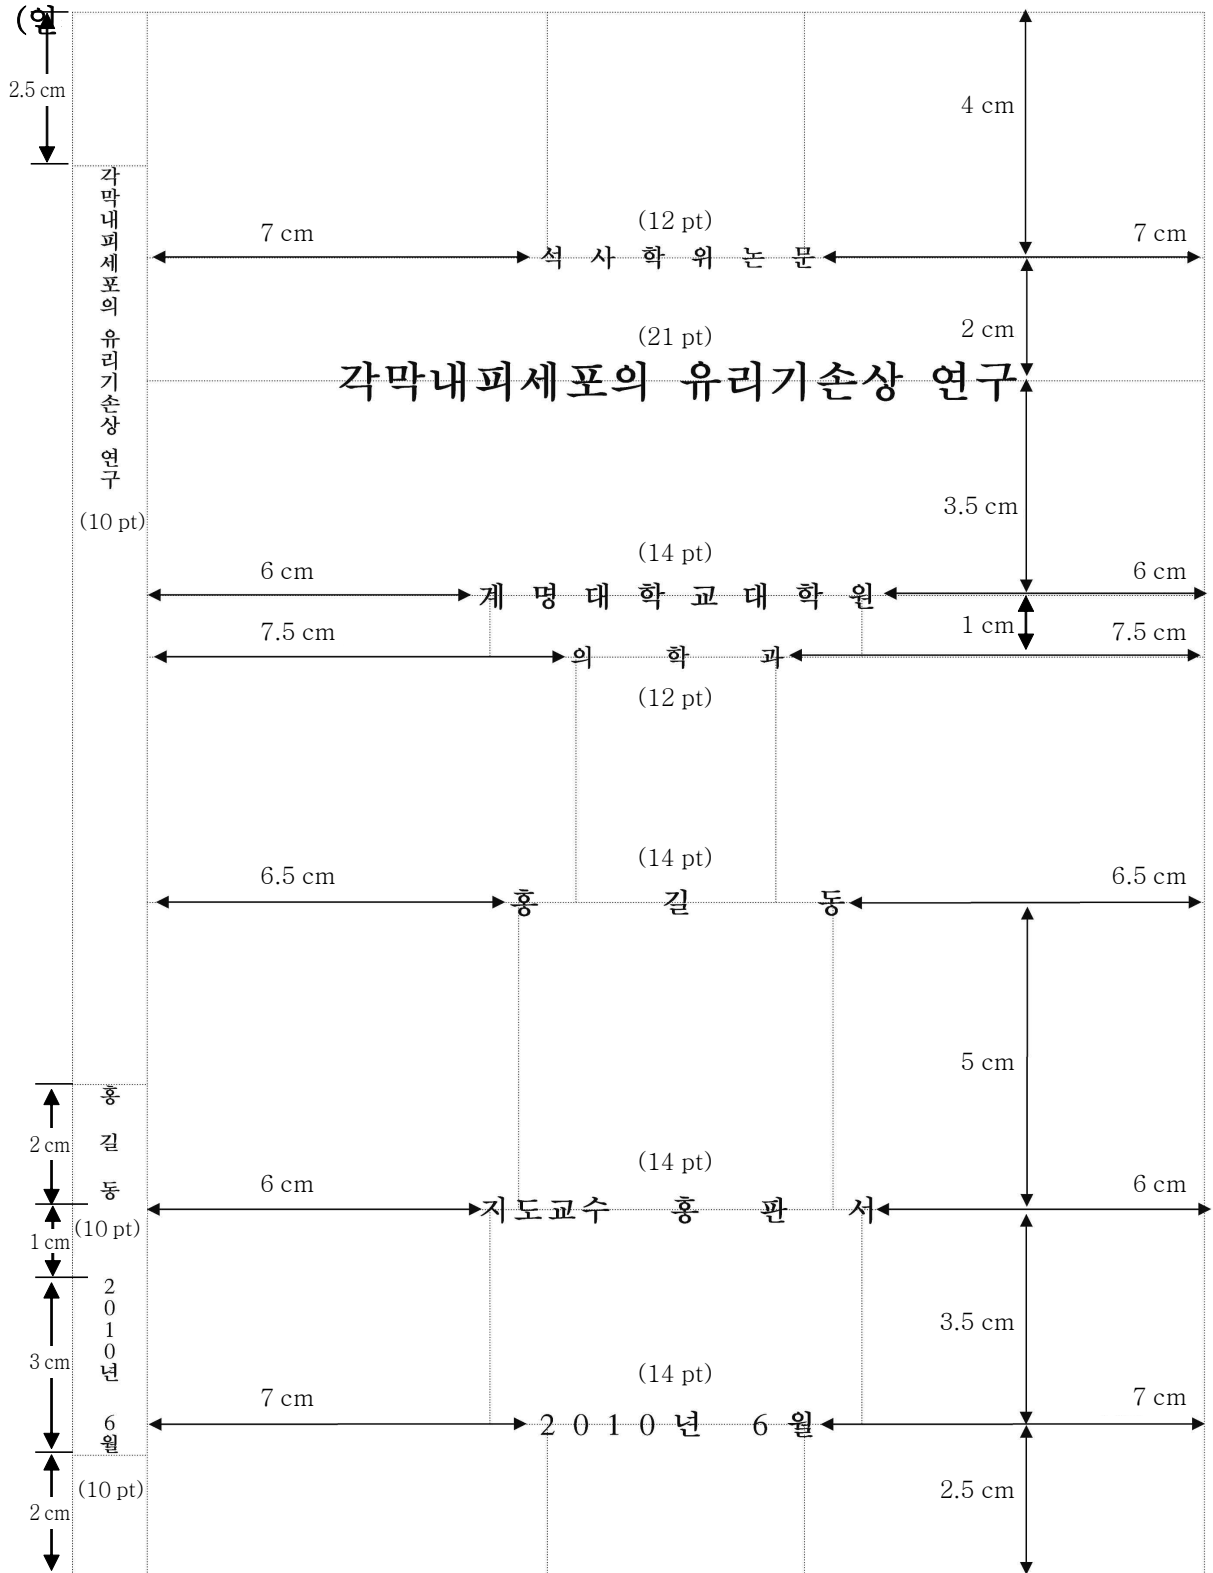 (원
2.5 cm
4 cm
각막내피세포의 유리기손상 연구
(10 pt)
7 cm
(12 pt)
7 cm
석 사 학 위 논 문
(21 pt)
2 cm
각막내피세포의 유리기손상 연구
3.5 cm
(14 pt)
6 cm
6 cm
계 명 대 학 교 대 학 원
7.5 cm
1 cm
7.5 cm
의 학 과
(12 pt)
(14 pt)
6.5 cm
6.5 cm
홍 길 동
5 cm
홍 길 동
2 cm
(14 pt)
6 cm
6 cm
지도교수 홍 판 서
(10 pt)
1 cm
2010년 6월
3.5 cm
3 cm
(14 pt)
7 cm
7 cm
2 0 1 0 년 6 월
(10 pt)
2.5 cm
2 cm